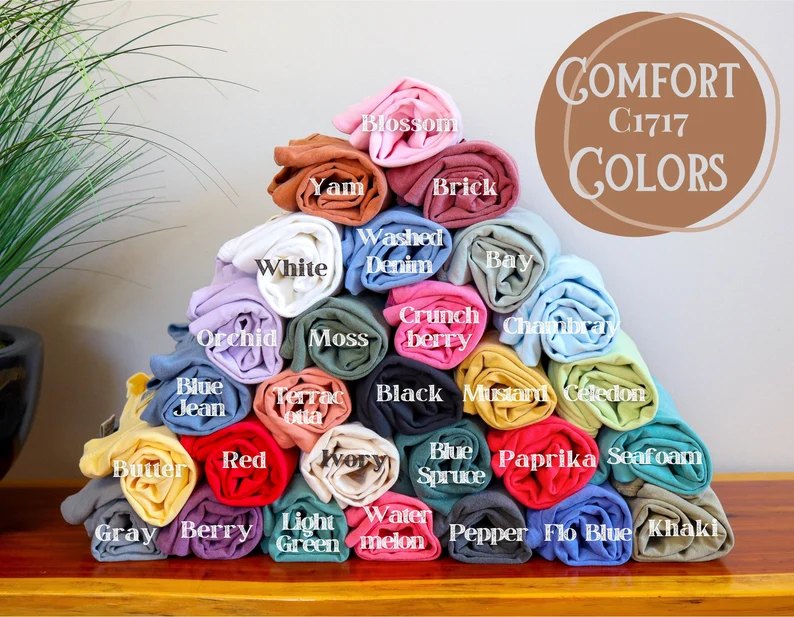 Comfort
C1717
Colors
Blossom
Yam
Brick
White
Washed
Denim
Bay
Orchid
Moss
Crunch
berry
Chambray
Blue
Jean
Terrac
otta
Black
Mustard
Celedon
Butter
Red
Ivory
Blue
Spruce
Paprika
Seafoam
Gray
Berry
Light
Green
Water
melon
Pepper
Flo Blue
Khaki